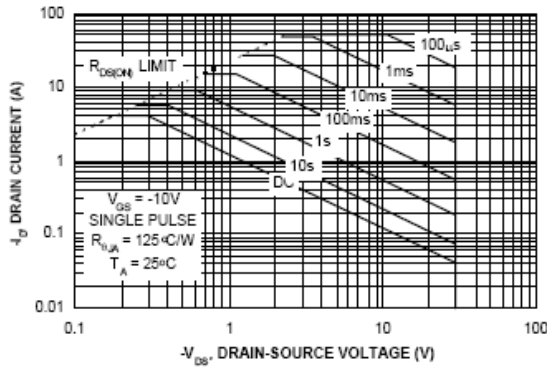 100
10
1
0.1
0.01
-I_D, DRAIN CURRENT (A)
R_DS(ON) LIMIT
100µs
1ms
10ms
100ms
1s
10s
DC
V_GS = -10V
SINGLE PULSE
R_θJA = 125°C/W
T_A = 25°C
0.1
1
10
100
-V_DS, DRAIN-SOURCE VOLTAGE (V)